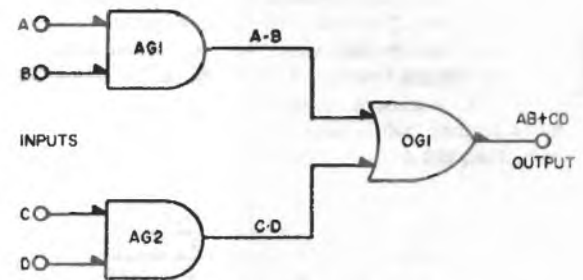 A
AG1
A-B
B
INPUTS
OG1
AB+CD
OUTPUT
C
AG2
C·D
D